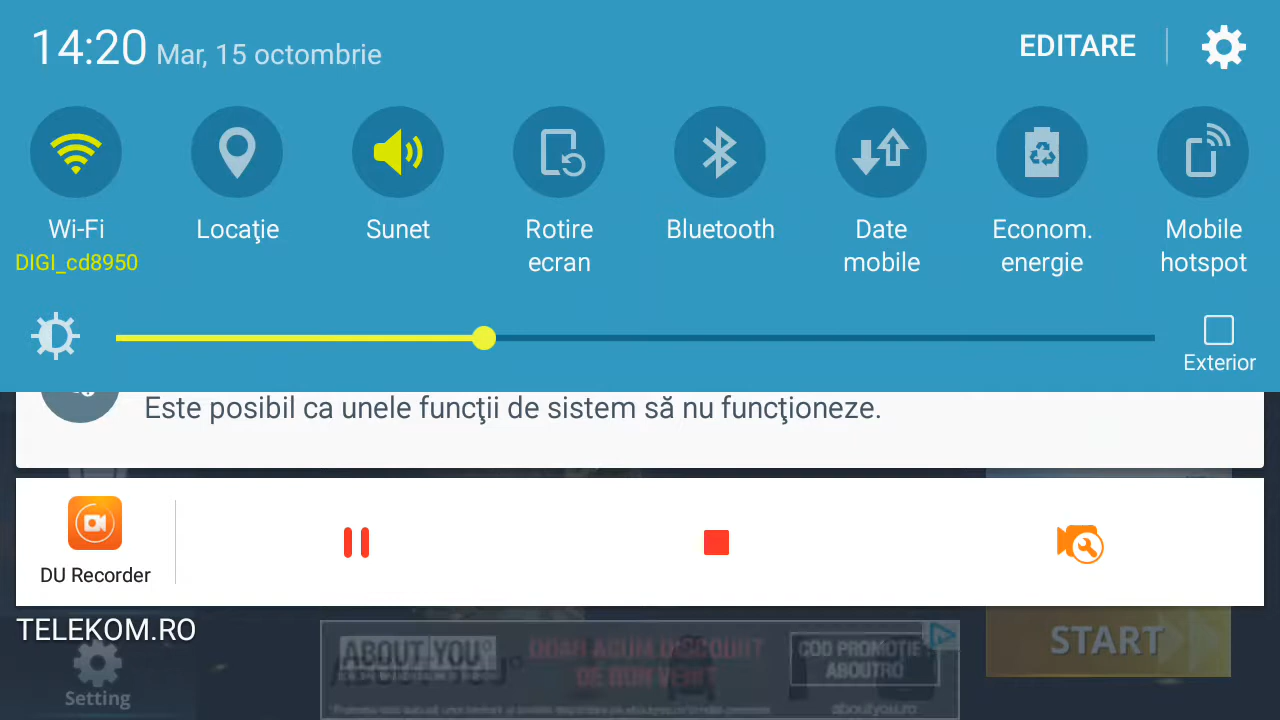 14:20 Mar, 15 octombrie
EDITARE
Wi-Fi
DIGI_cd8950
Locaţie
Sunet
Rotire
ecran
Bluetooth
Date
mobile
Econom.
energie
Mobile
hotspot
Exterior
Este posibil ca unele funcţii de sistem să nu funcţioneze.
DU Recorder
TELEKOM.RO
Setting
ABOUT YOU°
DOAR ACUM DISCOUNT
DE BUN VENIT
COD PROMOTIE
ABOUTRO
aboutyou.ro
START